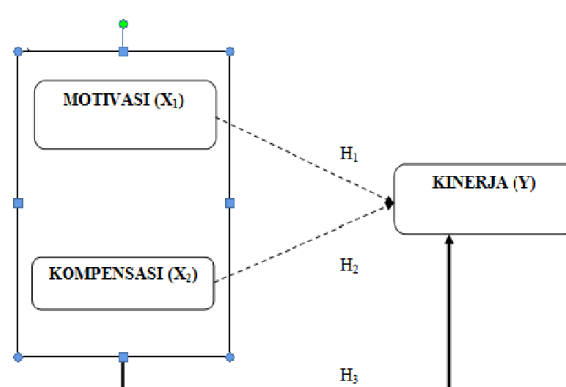 MOTIVASI (X₁)
H₁
KINERJA (Y)
KOMPENSASI (X₂)
H₂
H₃